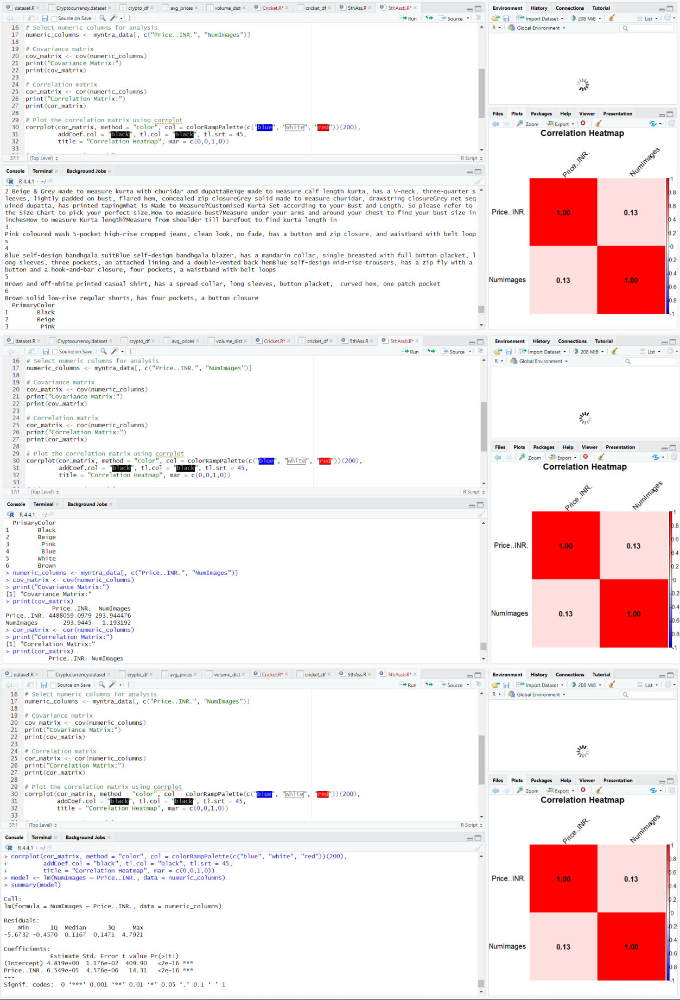 dataset.R  Cryptocurrency.dataset  crypto_df  avg_prices  volume_dist  Cricket.R*  cricket_df  5thAss.R  5thAssb.R*
Source on Save  Run  Source
16 # Select numeric columns for analysis
17 numeric_columns <- myntra_data[, c("Price..INR.", "NumImages")]
18
19 # Covariance matrix
20 cov_matrix <- cov(numeric_columns)
21 print("Covariance Matrix:")
22 print(cov_matrix)
23
24 # Correlation matrix
25 cor_matrix <- cor(numeric_columns)
26 print("Correlation Matrix:")
27 print(cor_matrix)
28
29 # Plot the correlation matrix using corrplot
30 corrplot(cor_matrix, method = "color", col = colorRampPalette(c("blue", "white", "red"))(200),
31 addCoef.col = "black", tl.col = "black", tl.srt = 45,
32 title = "Correlation Heatmap", mar = c(0,0,1,0))
33
37:1 (Top Level) R Script
Console Terminal Background Jobs
R 4.4.1 · ~/
2 Beige & Grey made to measure kurta with churidar and dupattaBeige made to measure calf length kurta, has a V-neck, three-quarter s
leeves, lightly padded on bust, flared hem, concealed zip closureGrey solid made to measure churidar, drawstring closureGrey net seq
uined dupatta, has printed tapingWhat is Made to Measure?Customised Kurta Set according to your Bust and Length. So please refer to
the Size Chart to pick your perfect size.How to measure bust?Measure under your arms and around your chest to find your bust size in
inchesHow to measure Kurta length?Measure from shoulder till barefoot to find kurta length in
3
Pink coloured wash 5-pocket high-rise cropped jeans, clean look, no fade, has a button and zip closure, and waistband with belt loop
s
4
Blue self-design bandhgala suitBlue self-design bandhgala blazer, has a mandarin collar, single breasted with full button placket, l
ong sleeves, three pockets, an attached lining and a double-vented back hemBlue self-design mid-rise trousers, has a zip fly with a
button and a hook-and-bar closure, four pockets, a waistband with belt loops
5
Brown and off-white printed casual shirt, has a spread collar, long sleeves, button placket,  curved hem, one patch pocket
6
Brown solid low-rise regular shorts, has four pockets, a button closure
PrimaryColor
1 Black
2 Beige
3 Pink
Environment History Connections Tutorial
Import Dataset 208 MiB List
R Global Environment
Files Plots Packages Help Viewer Presentation
Zoom Export
Correlation Heatmap
Price..INR. NumImages
Price..INR. 1.00 0.13
NumImages 0.13 1.00
1
0.8
0.6
0.4
0.2
0
-0.2
-0.4
-0.6
-0.8
-1
dataset.R  Cryptocurrency.dataset  crypto_df  avg_prices  volume_dist  Cricket.R*  cricket_df  5thAss.R  5thAssb.R*
Source on Save  Run  Source
16 # Select numeric columns for analysis
17 numeric_columns <- myntra_data[, c("Price..INR.", "NumImages")]
18
19 # Covariance matrix
20 cov_matrix <- cov(numeric_columns)
21 print("Covariance Matrix:")
22 print(cov_matrix)
23
24 # Correlation matrix
25 cor_matrix <- cor(numeric_columns)
26 print("Correlation Matrix:")
27 print(cor_matrix)
28
29 # Plot the correlation matrix using corrplot
30 corrplot(cor_matrix, method = "color", col = colorRampPalette(c("blue", "white", "red"))(200),
31 addCoef.col = "black", tl.col = "black", tl.srt = 45,
32 title = "Correlation Heatmap", mar = c(0,0,1,0))
33
37:1 (Top Level) R Script
Console Terminal Background Jobs
R 4.4.1 · ~/
PrimaryColor
1 Black
2 Beige
3 Pink
4 Blue
5 White
6 Brown
> numeric_columns <- myntra_data[, c("Price..INR.", "NumImages")]
> cov_matrix <- cov(numeric_columns)
> print("Covariance Matrix:")
[1] "Covariance Matrix:"
> print(cov_matrix)
Price..INR. NumImages
Price..INR. 4488059.0979 293.944476
NumImages 293.9445 1.193192
> cor_matrix <- cor(numeric_columns)
> print("Correlation Matrix:")
[1] "Correlation Matrix:"
> print(cor_matrix)
Price..INR. NumImages
Environment History Connections Tutorial
Import Dataset 208 MiB List
R Global Environment
Files Plots Packages Help Viewer Presentation
Zoom Export
Correlation Heatmap
Price..INR. NumImages
Price..INR. 1.00 0.13
NumImages 0.13 1.00
1
0.8
0.6
0.4
0.2
0
-0.2
-0.4
-0.6
-0.8
-1
dataset.R  Cryptocurrency.dataset  crypto_df  avg_prices  volume_dist  Cricket.R*  cricket_df  5thAss.R  5thAssb.R*
Source on Save  Run  Source
16 # Select numeric columns for analysis
17 numeric_columns <- myntra_data[, c("Price..INR.", "NumImages")]
18
19 # Covariance matrix
20 cov_matrix <- cov(numeric_columns)
21 print("Covariance Matrix:")
22 print(cov_matrix)
23
24 # Correlation matrix
25 cor_matrix <- cor(numeric_columns)
26 print("Correlation Matrix:")
27 print(cor_matrix)
28
29 # Plot the correlation matrix using corrplot
30 corrplot(cor_matrix, method = "color", col = colorRampPalette(c("blue", "white", "red"))(200),
31 addCoef.col = "black", tl.col = "black", tl.srt = 45,
32 title = "Correlation Heatmap", mar = c(0,0,1,0))
33
37:1 (Top Level) R Script
Console Terminal Background Jobs
R 4.4.1 · ~/
> corrplot(cor_matrix, method = "color", col = colorRampPalette(c("blue", "white", "red"))(200),
+ addCoef.col = "black", tl.col = "black", tl.srt = 45,
+ title = "Correlation Heatmap", mar = c(0,0,1,0))
> model <- lm(NumImages ~ Price..INR., data = numeric_columns)
> summary(model)
Call:
lm(formula = NumImages ~ Price..INR., data = numeric_columns)
Residuals:
Min 1Q Median 3Q Max
-5.6732 -0.4570 0.1167 0.1471 4.7921
Coefficients:
Estimate Std. Error t value Pr(>|t|)
(Intercept) 4.819e+00 1.176e-02 409.90 <2e-16 ***
Price..INR. 6.549e-05 4.576e-06 14.31 <2e-16 ***
---
Signif. codes:  0 ‘***’ 0.001 ‘**’ 0.01 ‘*’ 0.05 ‘.’ 0.1 ‘ ’ 1
Environment History Connections Tutorial
Import Dataset 208 MiB List
R Global Environment
Files Plots Packages Help Viewer Presentation
Zoom Export
Correlation Heatmap
Price..INR. NumImages
Price..INR. 1.00 0.13
NumImages 0.13 1.00
1
0.8
0.6
0.4
0.2
0
-0.2
-0.4
-0.6
-0.8
-1